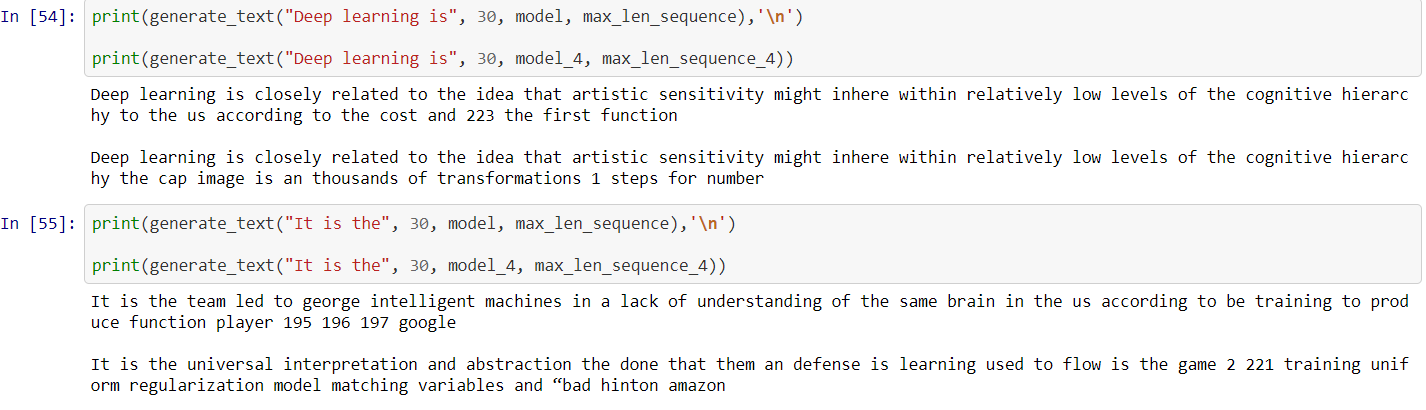 In [54]: print(generate_text("Deep learning is", 30, model, max_len_sequence),'\n')
print(generate_text("Deep learning is", 30, model_4, max_len_sequence_4))
Deep learning is closely related to the idea that artistic sensitivity might inhere within relatively low levels of the cognitive hierarc
hy to the us according to the cost and 223 the first function
Deep learning is closely related to the idea that artistic sensitivity might inhere within relatively low levels of the cognitive hierarc
hy the cap image is an thousands of transformations 1 steps for number
In [55]: print(generate_text("It is the", 30, model, max_len_sequence),'\n')
print(generate_text("It is the", 30, model_4, max_len_sequence_4))
It is the team led to george intelligent machines in a lack of understanding of the same brain in the us according to be training to prod
uce function player 195 196 197 google
It is the universal interpretation and abstraction the done that them an defense is learning used to flow is the game 2 221 training unif
orm regularization model matching variables and “bad hinton amazon